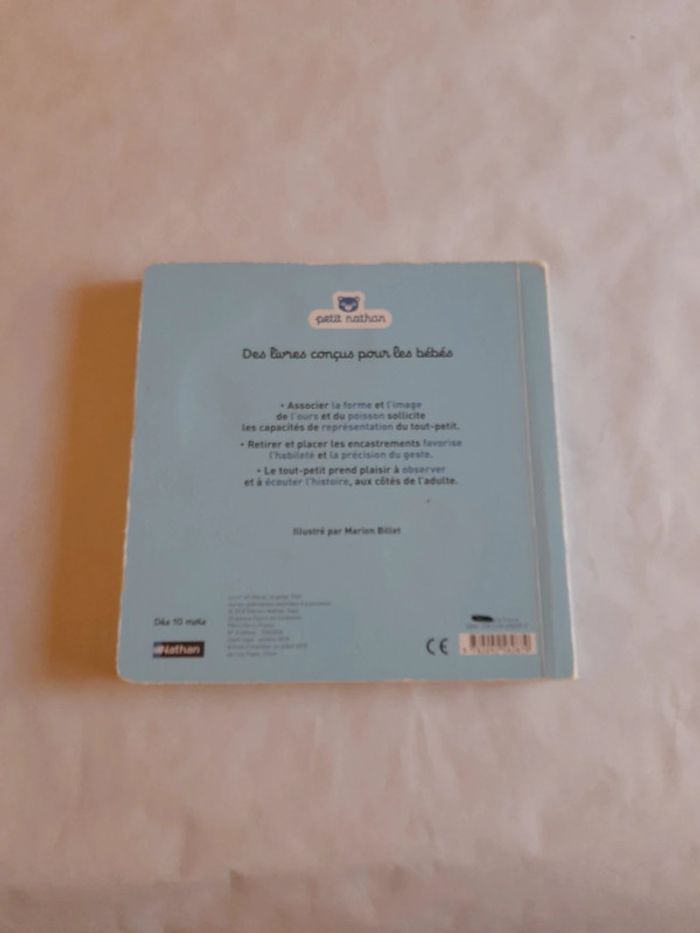 petit nathan
Des livres conçus pour les bébés
• Associer la forme et l'image
de l'ours et du poisson sollicite
les capacités de représentation du tout-petit.
• Retirer et placer les encastrements favorise
l'habileté et la précision du geste.
• Le tout-petit prend plaisir à observer
et à écouter l'histoire, aux côtés de l'adulte.
Illustré par Marion Billet
Dès 10 mois
Nathan
CE